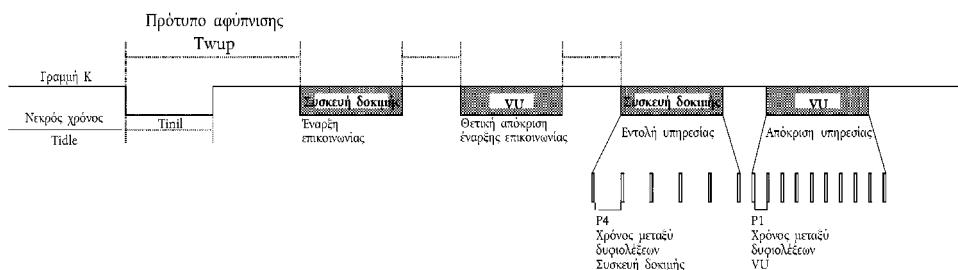 Πρότυπο αφύπνισης
Twup
Γραμμή Κ
Συσκευή δοκιμής
VU
Συσκευή δοκιμής
VU
Νεκρός χρόνος
Tinil
Tidle
Έναρξη
επικοινωνίας
Θετική απόκριση
έναρξης επικοινωνίας
Εντολή υπηρεσίας
Απόκριση υπηρεσίας
P4
Χρόνος μεταξύ
δυφιολέξεων
Συσκευή δοκιμής
P1
Χρόνος μεταξύ
δυφιολέξεων
VU